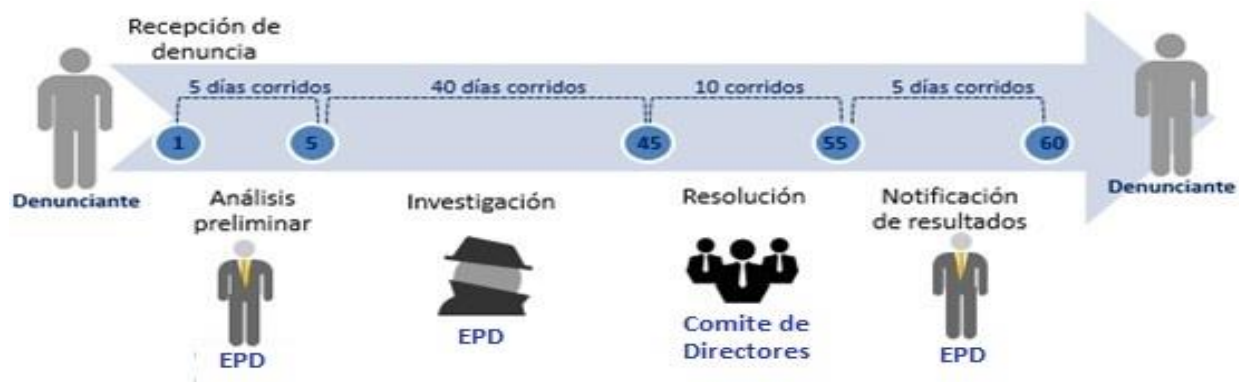 Recepción de
denuncia
5 días corridos
40 días corridos
10 corridos
5 días corridos
1
5
45
55
60
Denunciante
Análisis
preliminar
EPD
Investigación
EPD
Resolución
Comite de
Directores
Notificación
de resultados
EPD
Denunciante